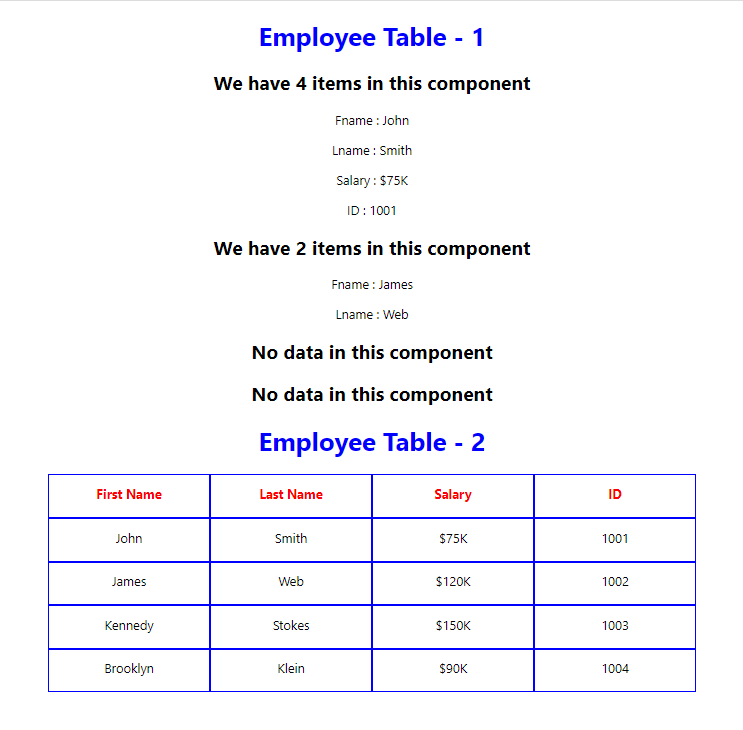 Employee Table - 1
We have 4 items in this component
Fname : John
Lname : Smith
Salary : $75K
ID : 1001
We have 2 items in this component
Fname : James
Lname : Web
No data in this component
No data in this component
Employee Table - 2
First Name Last Name Salary ID
John Smith $75K 1001
James Web $120K 1002
Kennedy Stokes $150K 1003
Brooklyn Klein $90K 1004